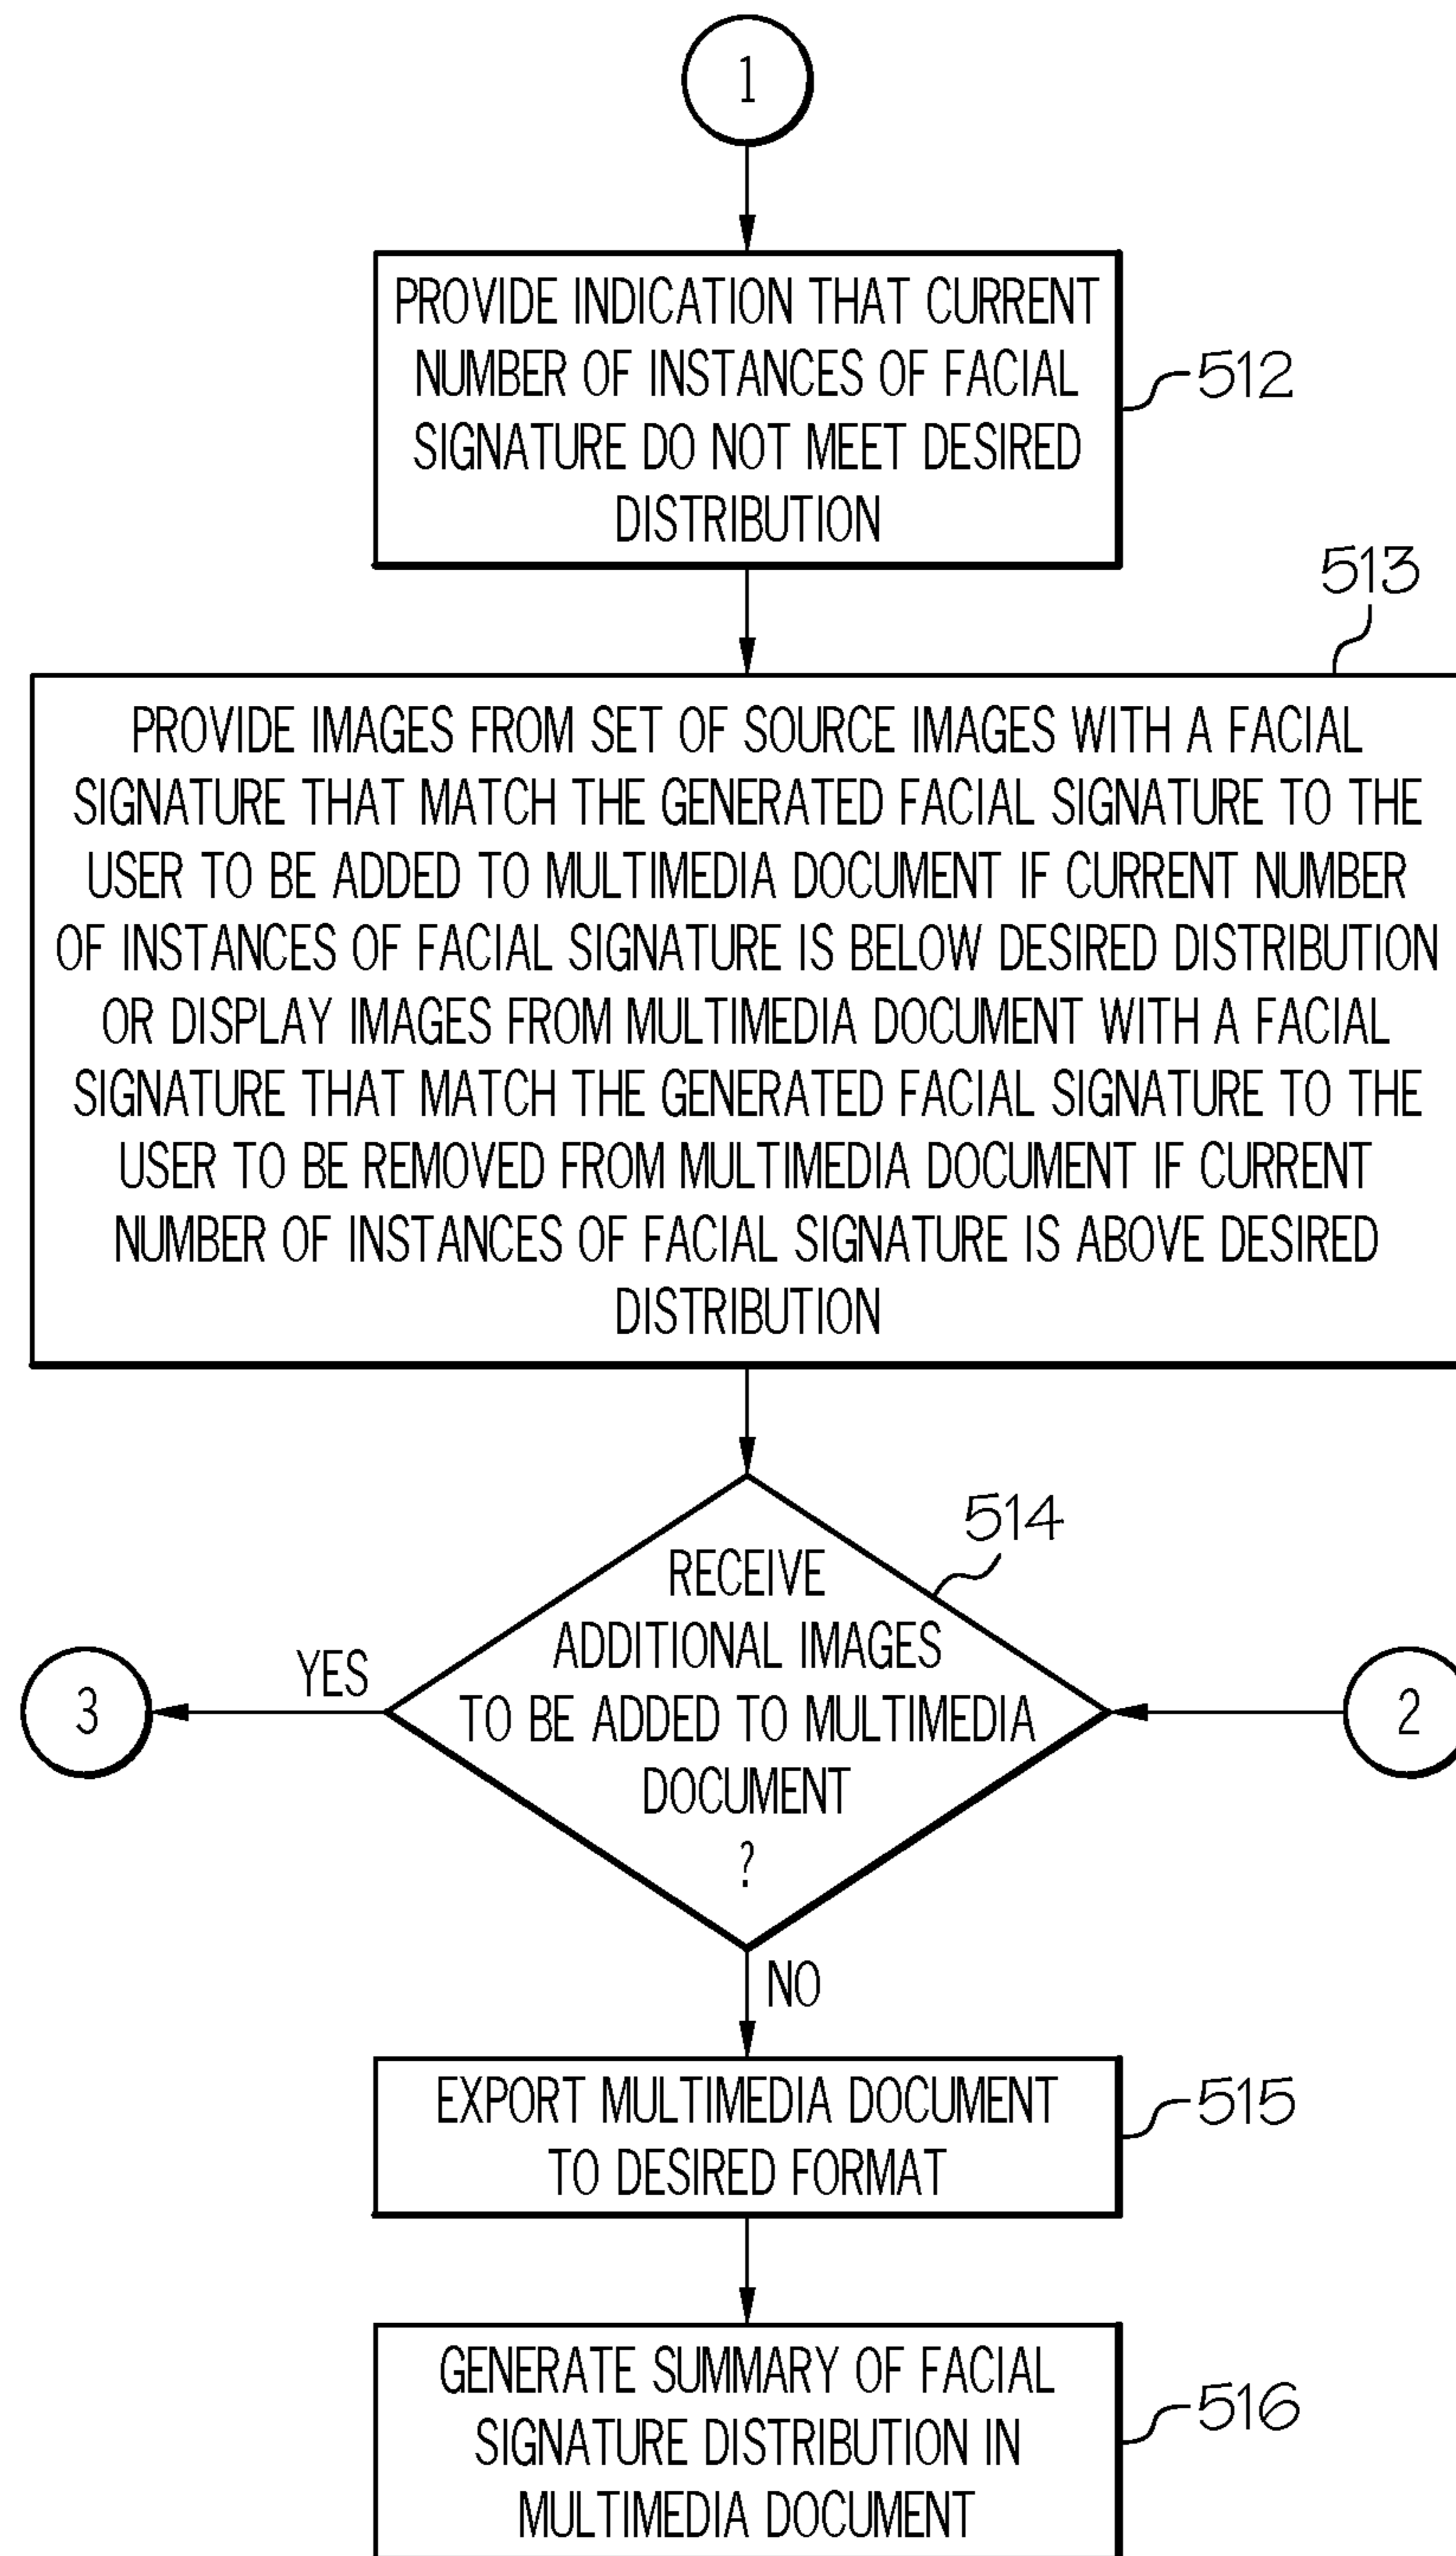 1
PROVIDE INDICATION THAT CURRENT
NUMBER OF INSTANCES OF FACIAL
SIGNATURE DO NOT MEET DESIRED
DISTRIBUTION
512
513
PROVIDE IMAGES FROM SET OF SOURCE IMAGES WITH A FACIAL
SIGNATURE THAT MATCH THE GENERATED FACIAL SIGNATURE TO THE
USER TO BE ADDED TO MULTIMEDIA DOCUMENT IF CURRENT NUMBER
OF INSTANCES OF FACIAL SIGNATURE IS BELOW DESIRED DISTRIBUTION
OR DISPLAY IMAGES FROM MULTIMEDIA DOCUMENT WITH A FACIAL
SIGNATURE THAT MATCH THE GENERATED FACIAL SIGNATURE TO THE
USER TO BE REMOVED FROM MULTIMEDIA DOCUMENT IF CURRENT
NUMBER OF INSTANCES OF FACIAL SIGNATURE IS ABOVE DESIRED
DISTRIBUTION
514
RECEIVE
ADDITIONAL IMAGES
TO BE ADDED TO MULTIMEDIA
DOCUMENT
?
YES
3
2
NO
EXPORT MULTIMEDIA DOCUMENT
TO DESIRED FORMAT
515
GENERATE SUMMARY OF FACIAL
SIGNATURE DISTRIBUTION IN
MULTIMEDIA DOCUMENT
516